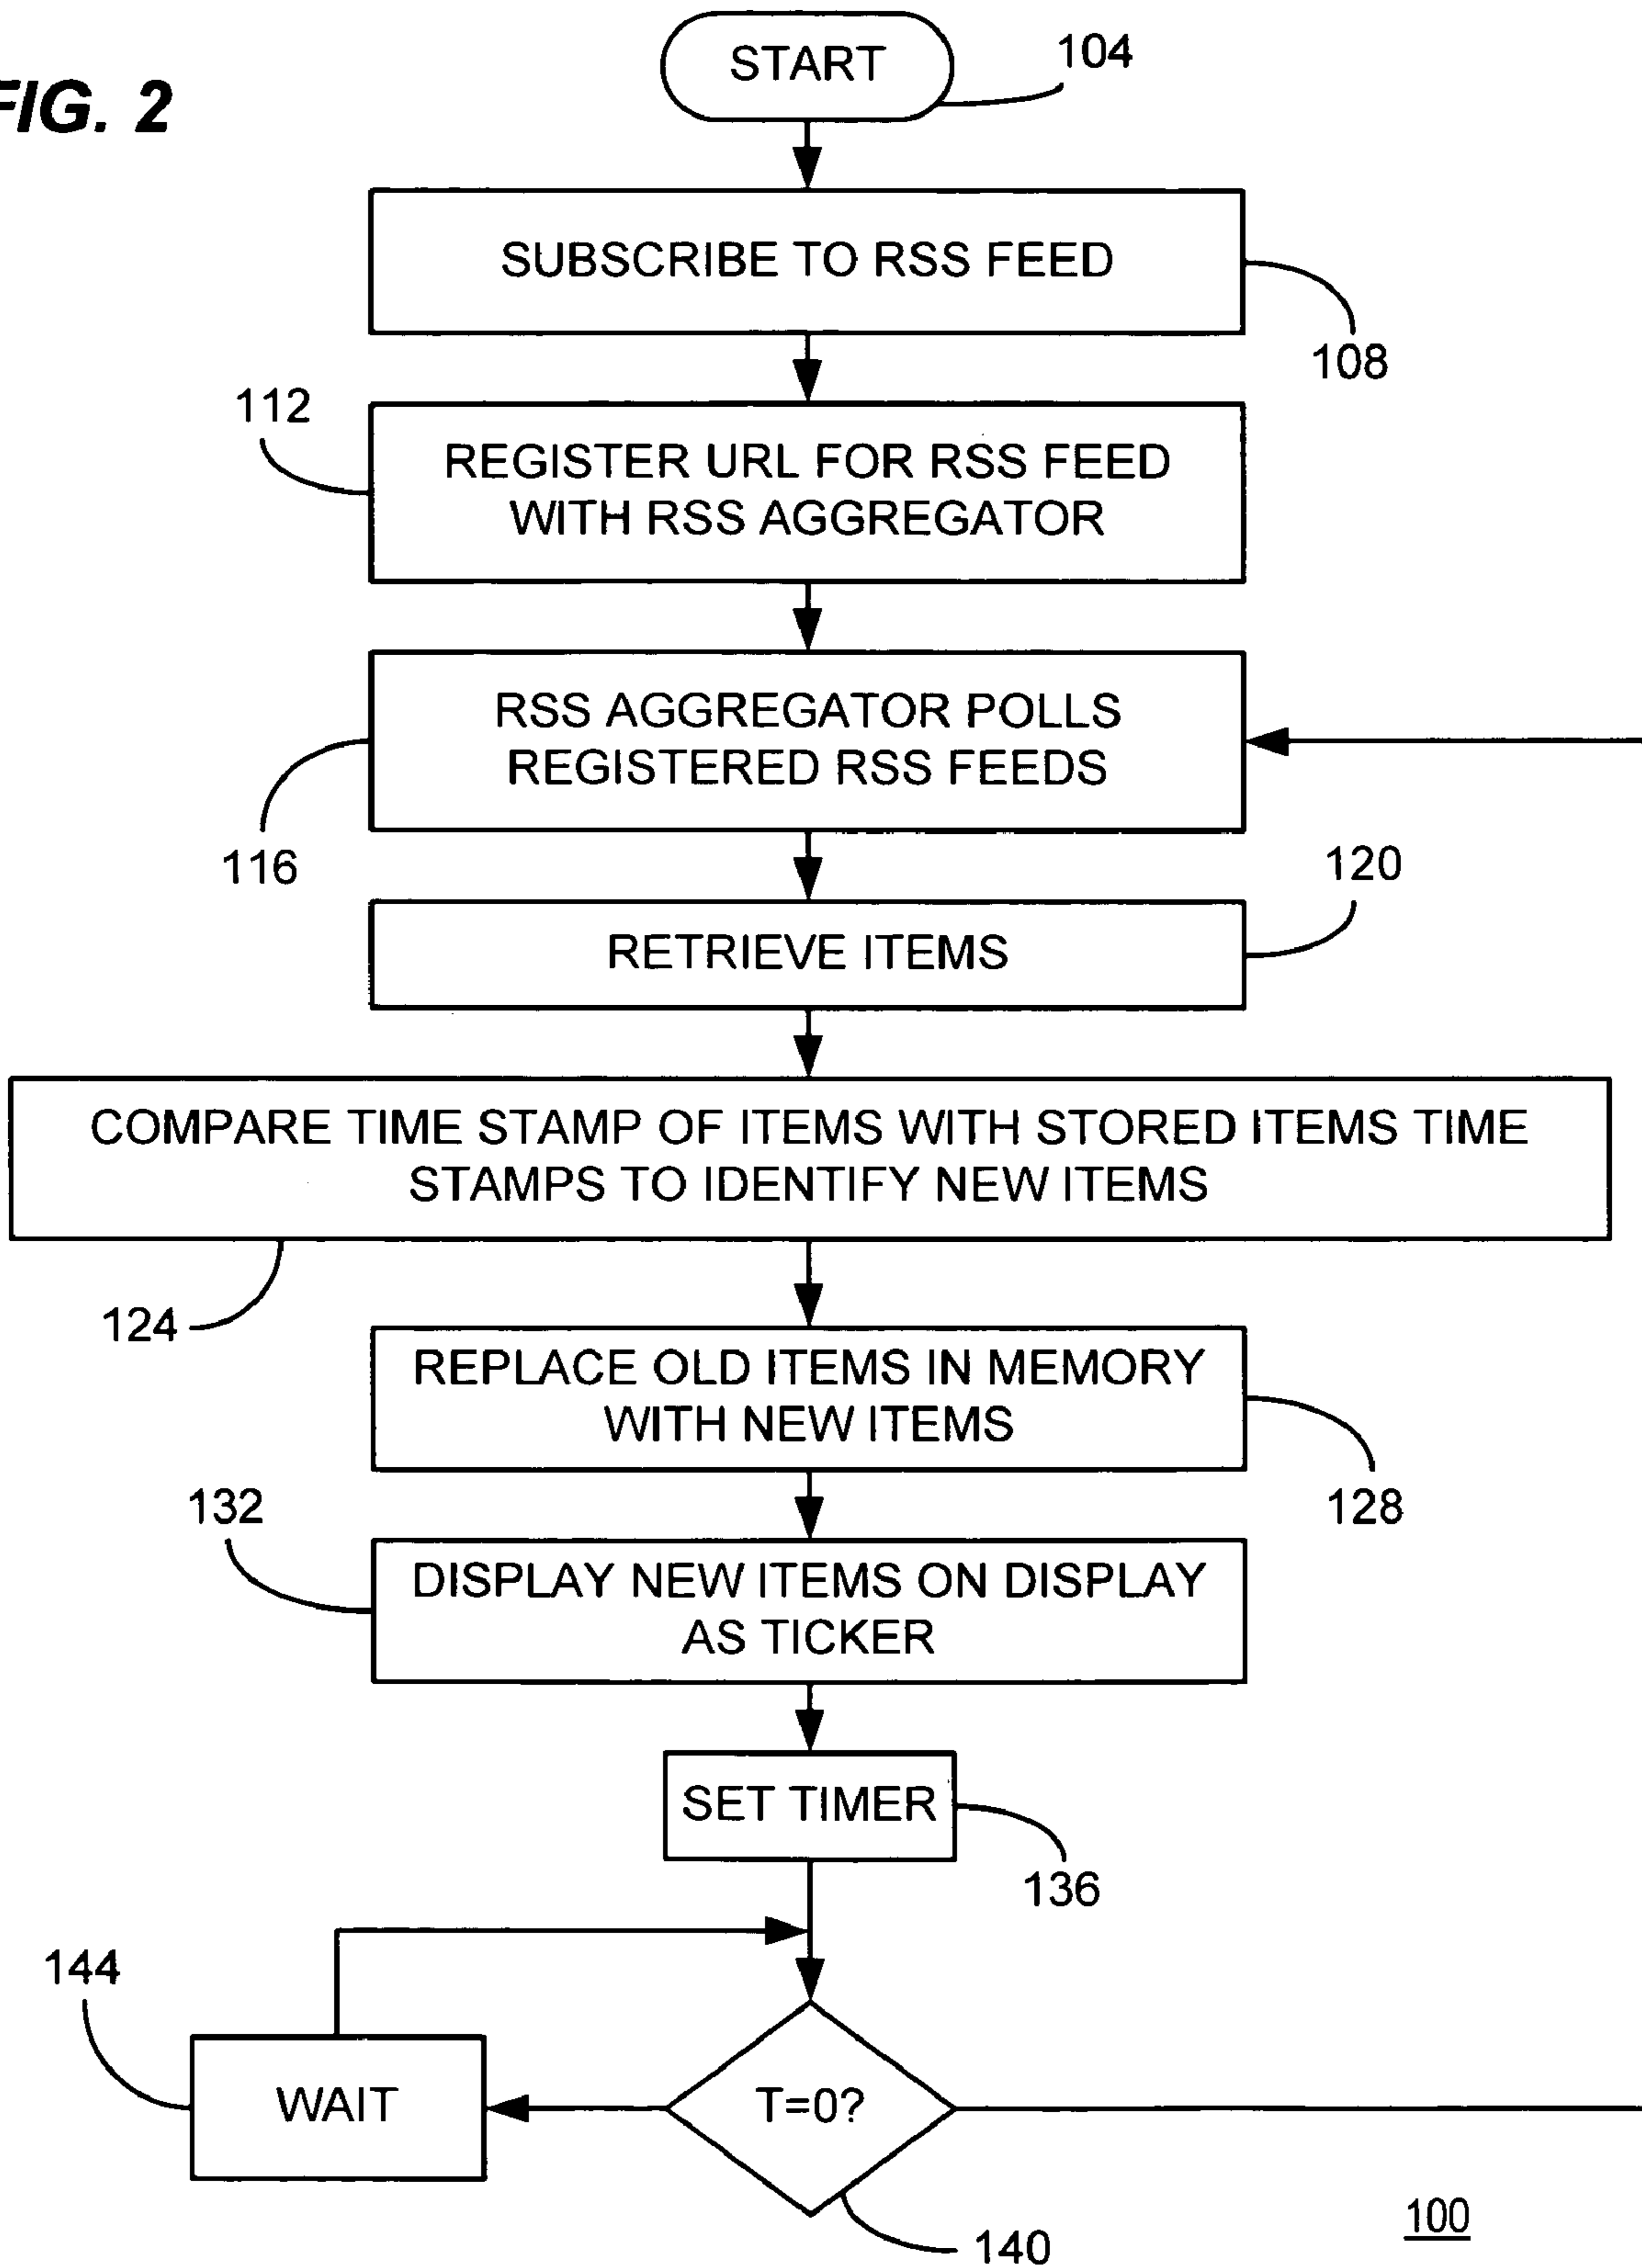 FIG. 2
START
104
SUBSCRIBE TO RSS FEED
108
112
REGISTER URL FOR RSS FEED
WITH RSS AGGREGATOR
RSS AGGREGATOR POLLS
REGISTERED RSS FEEDS
116
120
RETRIEVE ITEMS
COMPARE TIME STAMP OF ITEMS WITH STORED ITEMS TIME
STAMPS TO IDENTIFY NEW ITEMS
124
REPLACE OLD ITEMS IN MEMORY
WITH NEW ITEMS
128
132
DISPLAY NEW ITEMS ON DISPLAY
AS TICKER
SET TIMER
136
144
WAIT
T=0?
140
100